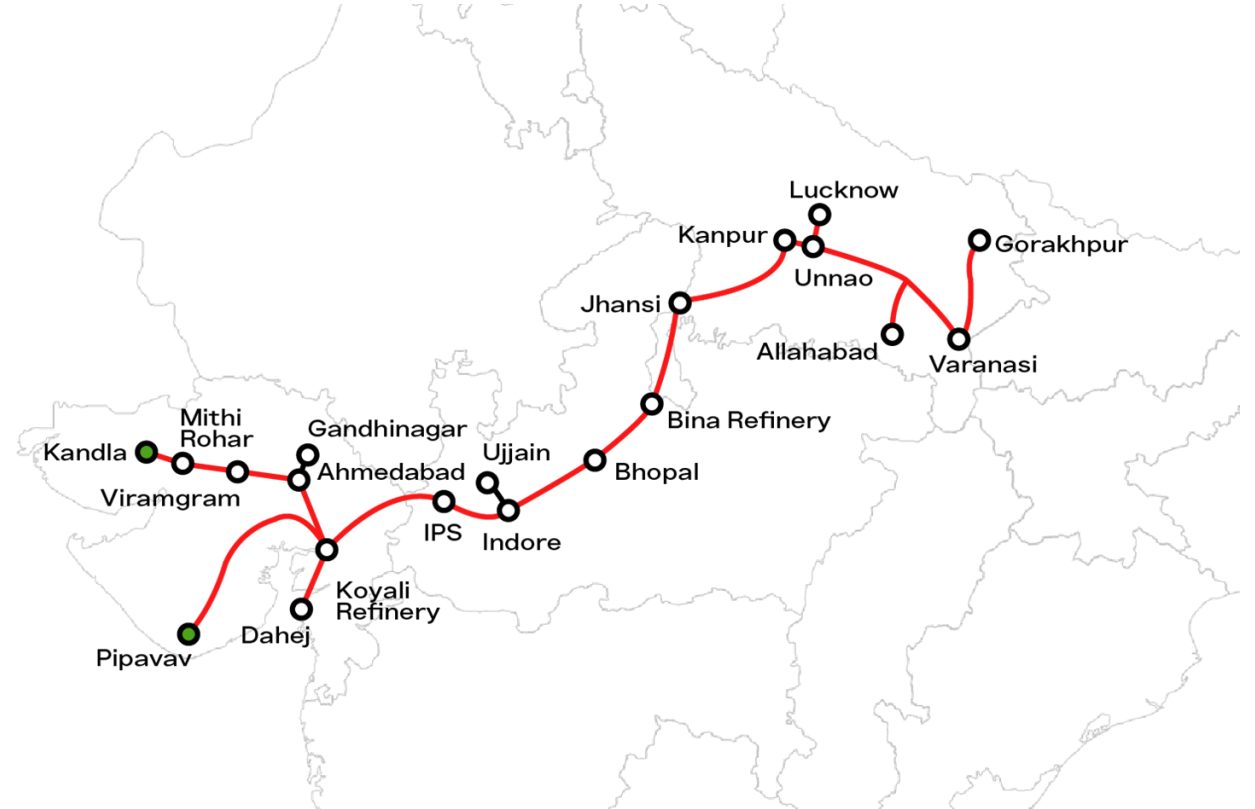 Lucknow
Kanpur
Gorakhpur
Unnao
Jhansi
Allahabad
Varanasi
Mithi
Rohar
Gandhinagar
Bina Refinery
Kandla
Ujjain
Ahmedabad
Bhopal
Viramgram
IPS
Indore
Koyali
Refinery
Dahej
Pipavav